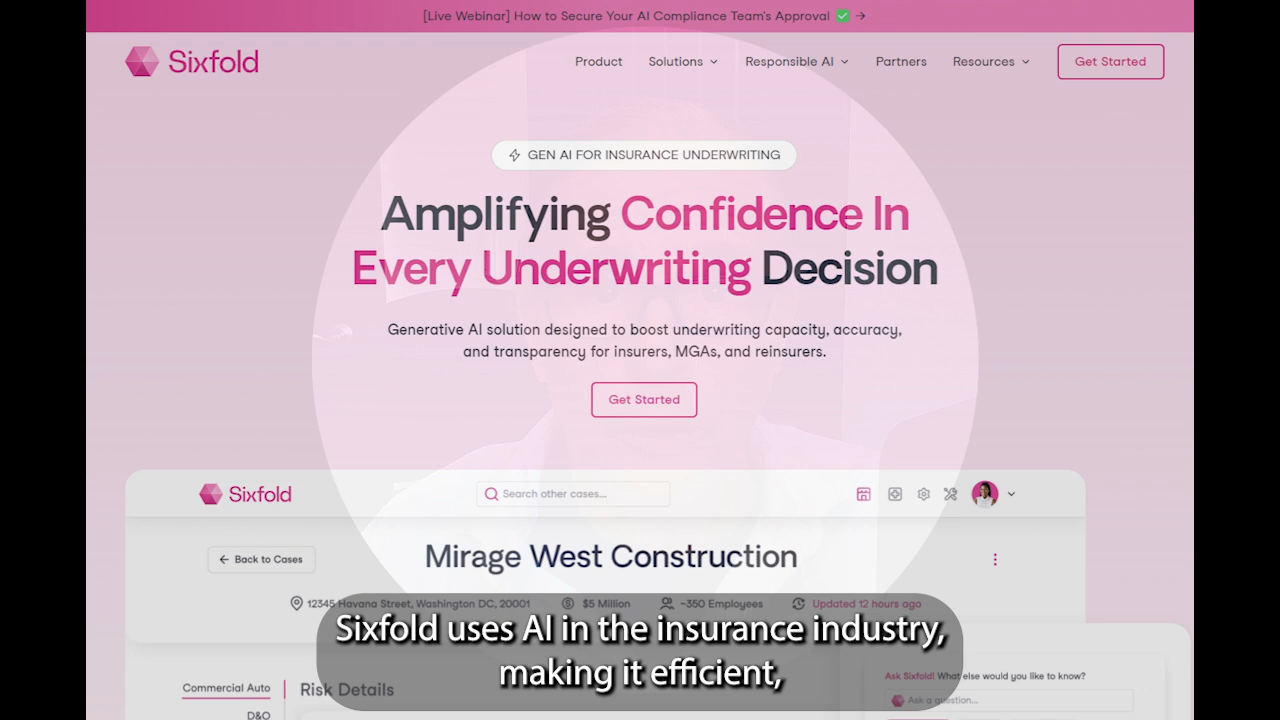 [Live Webinar] How to Secure Your AI Compliance Team's Approval ✅ →
Sixfold
Product Solutions Responsible AI Partners Resources Get Started
GEN AI FOR INSURANCE UNDERWRITING
Amplifying Confidence In
Every Underwriting Decision
Generative AI solution designed to boost underwriting capacity, accuracy,
and transparency for insurers, MGAs, and reinsurers.
Get Started
Sixfold
Search other cases...
← Back to Cases
Mirage West Construction
12345 Havana Street, Washington DC, 20001 $5 Million ~350 Employees Updated 12 hours ago
Sixfold uses AI in the insurance industry,
making it efficient,
Commercial Auto
D&O
Risk Details
Ask Sixfold! What else would you like to know?
Ask a question...